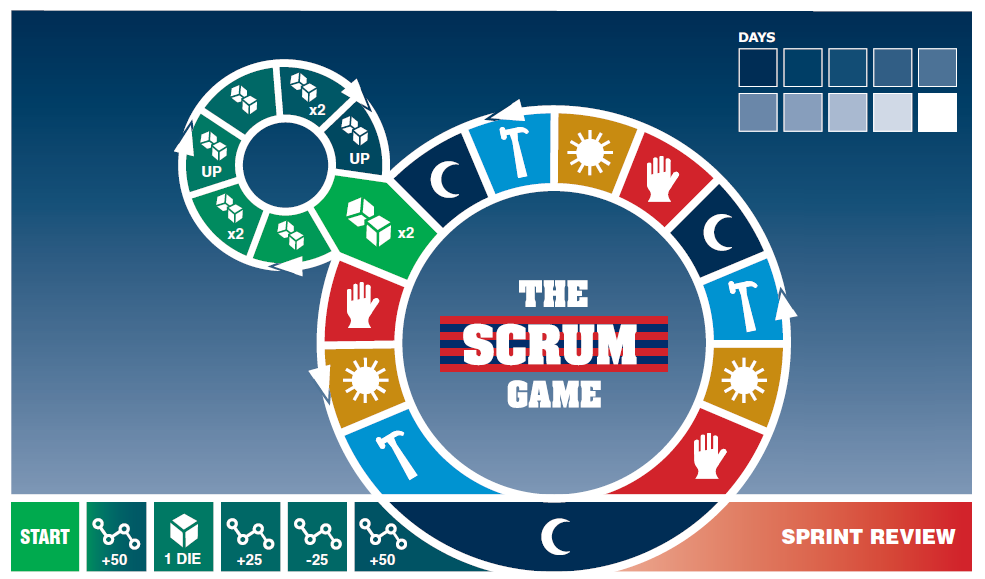 DAYS
x2
UP
UP
x2
x2
THE
SCRUM
GAME
START
+50
1 DIE
+25
-25
+50
SPRINT REVIEW